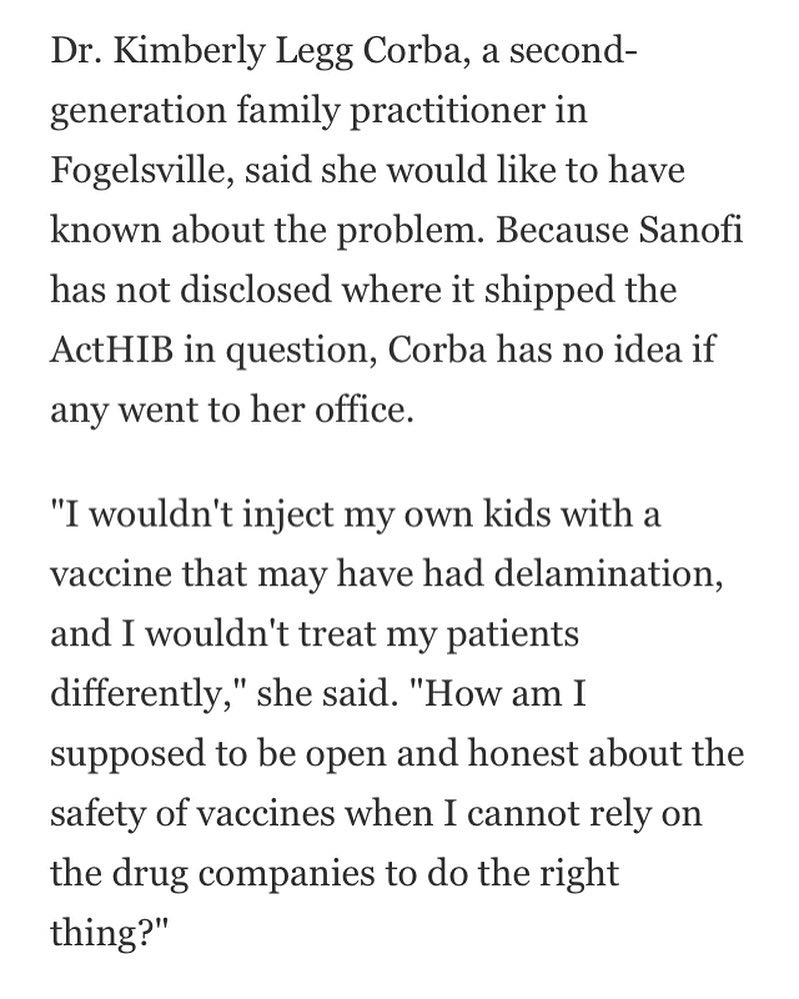 Dr. Kimberly Legg Corba, a second-
generation family practitioner in
Fogelsville, said she would like to have
known about the problem. Because Sanofi
has not disclosed where it shipped the
ActHIB in question, Corba has no idea if
any went to her office.
"I wouldn't inject my own kids with a
vaccine that may have had delamination,
and I wouldn't treat my patients
differently," she said. "How am I
supposed to be open and honest about the
safety of vaccines when I cannot rely on
the drug companies to do the right
thing?"